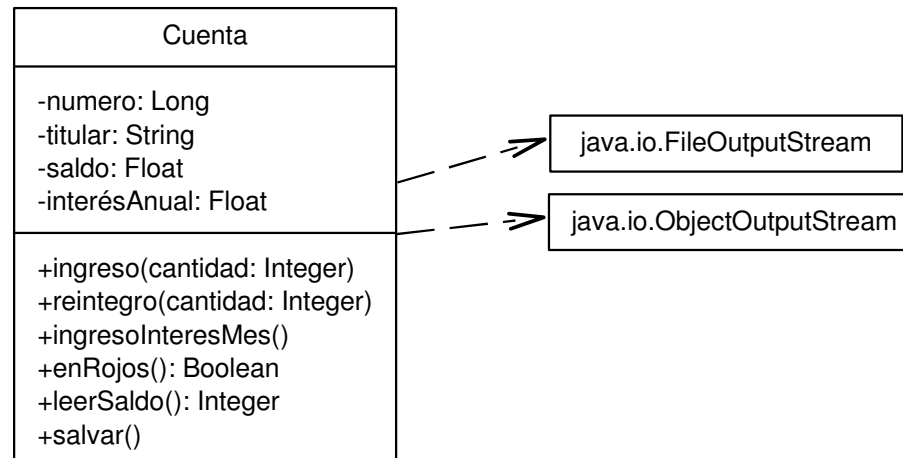 Cuenta
-numero: Long
-titular: String
-saldo: Float
-interésAnual: Float
+ingreso(cantidad: Integer)
+reintegro(cantidad: Integer)
+ingresoInteresMes()
+enRojos(): Boolean
+leerSaldo(): Integer
+salvar()
java.io.FileOutputStream
java.io.ObjectOutputStream